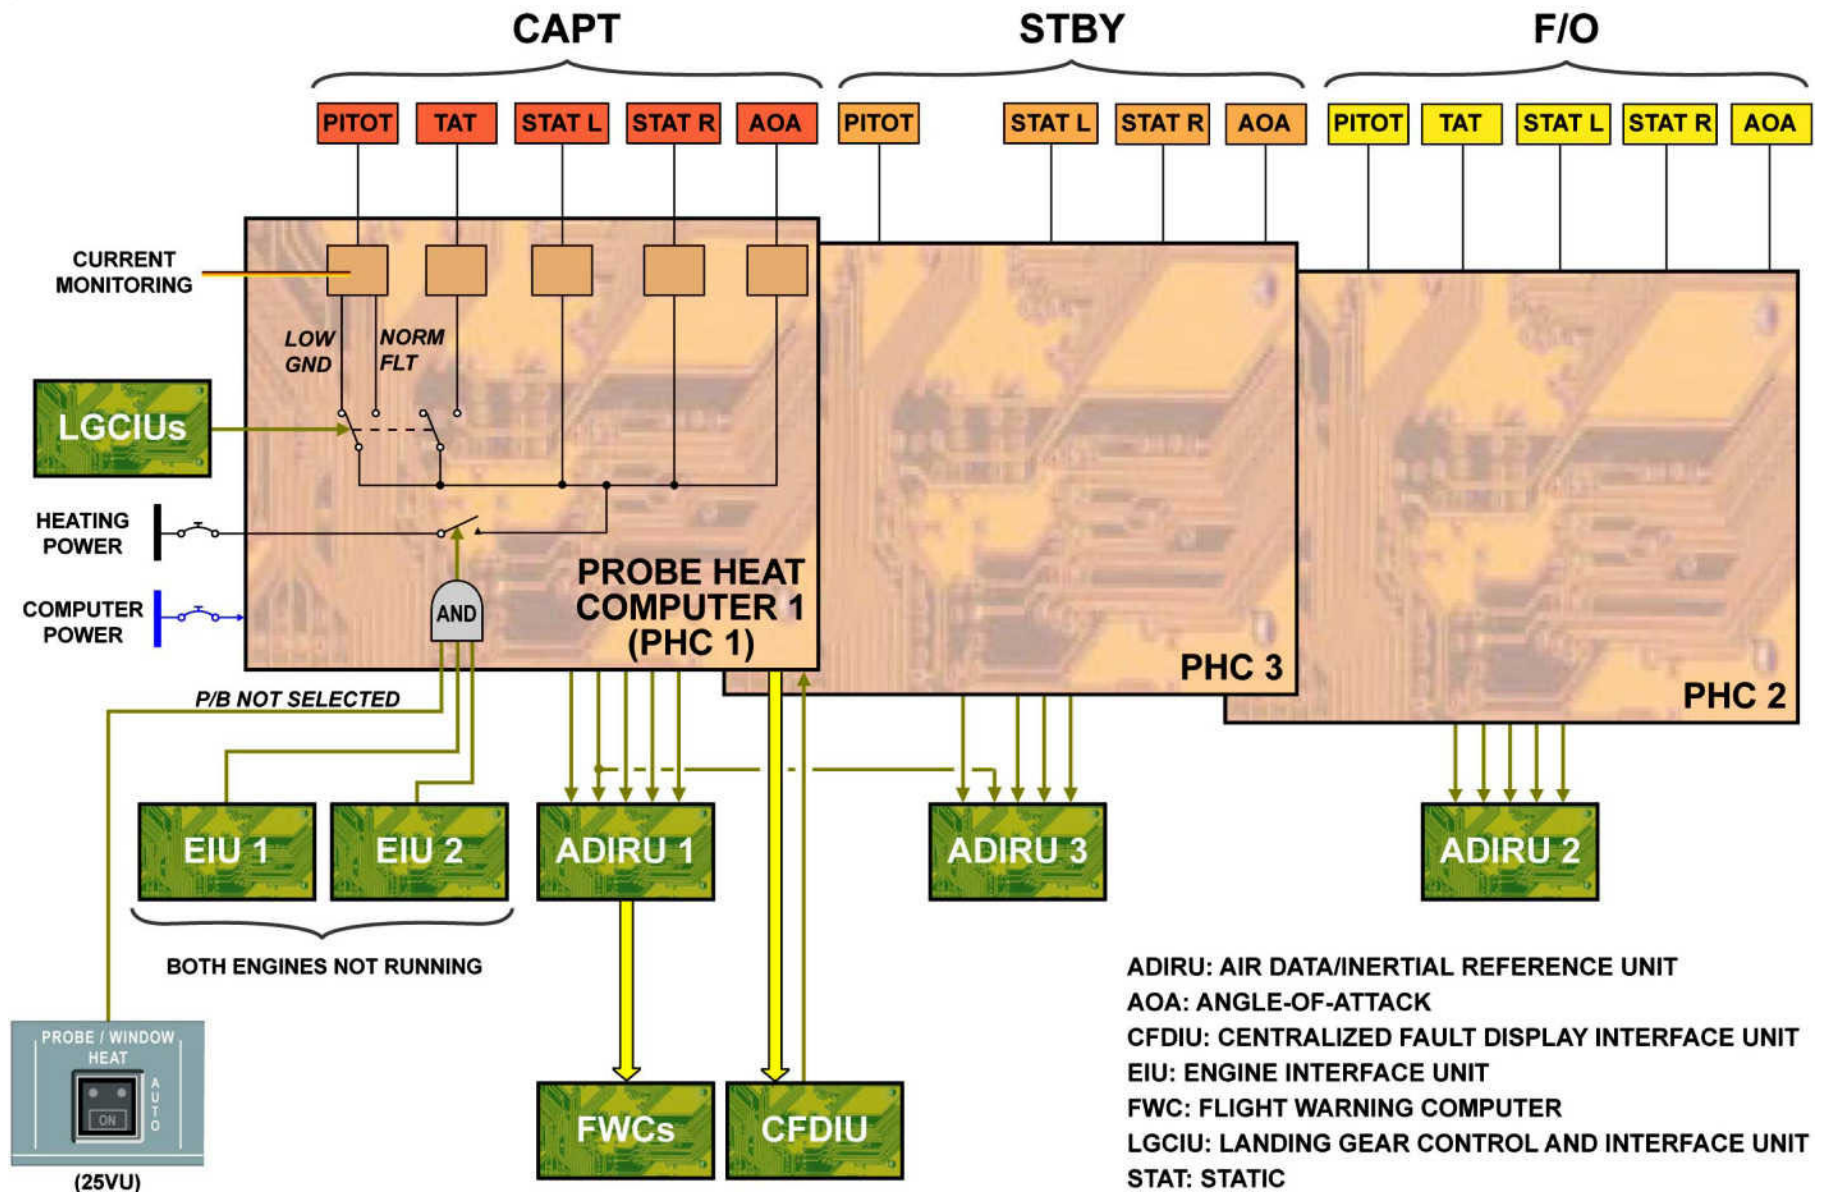 CAPT
STBY
F/O
PITOT
TAT
STAT L
STAT R
AOA
PITOT
STAT L
STAT R
AOA
PITOT
TAT
STAT L
STAT R
AOA
CURRENT
MONITORING
LOW
GND
NORM
FLT
LGCIUs
HEATING
POWER
COMPUTER
POWER
AND
PROBE HEAT
COMPUTER 1
(PHC 1)
PHC 3
PHC 2
P/B NOT SELECTED
EIU 1
EIU 2
ADIRU 1
ADIRU 3
ADIRU 2
BOTH ENGINES NOT RUNNING
PROBE / WINDOW
HEAT
AUTO
ON
(25VU)
FWCs
CFDIU
ADIRU: AIR DATA/INERTIAL REFERENCE UNIT
AOA: ANGLE-OF-ATTACK
CFDIU: CENTRALIZED FAULT DISPLAY INTERFACE UNIT
EIU: ENGINE INTERFACE UNIT
FWC: FLIGHT WARNING COMPUTER
LGCIU: LANDING GEAR CONTROL AND INTERFACE UNIT
STAT: STATIC